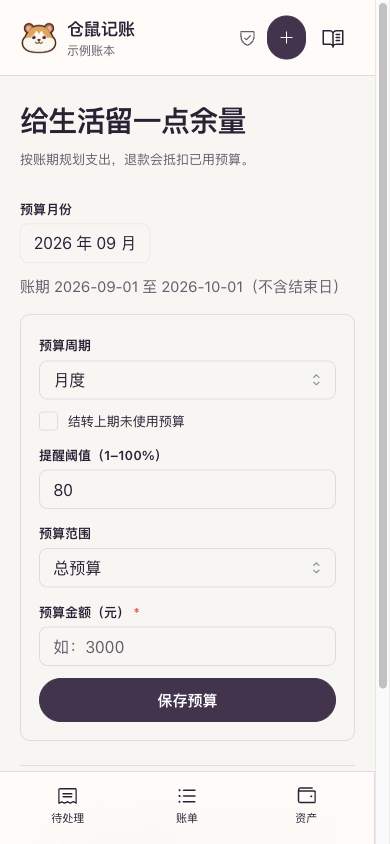 仓鼠记账
示例账本
给生活留一点余量
按账期规划支出，退款会抵扣已用预算。
预算月份
2026 年 09 月
账期 2026-09-01 至 2026-10-01（不含结束日）
预算周期
月度
结转上期未使用预算
提醒阈值（1–100%）
80
预算范围
总预算
预算金额（元） *
如：3000
保存预算
待处理
账单
资产